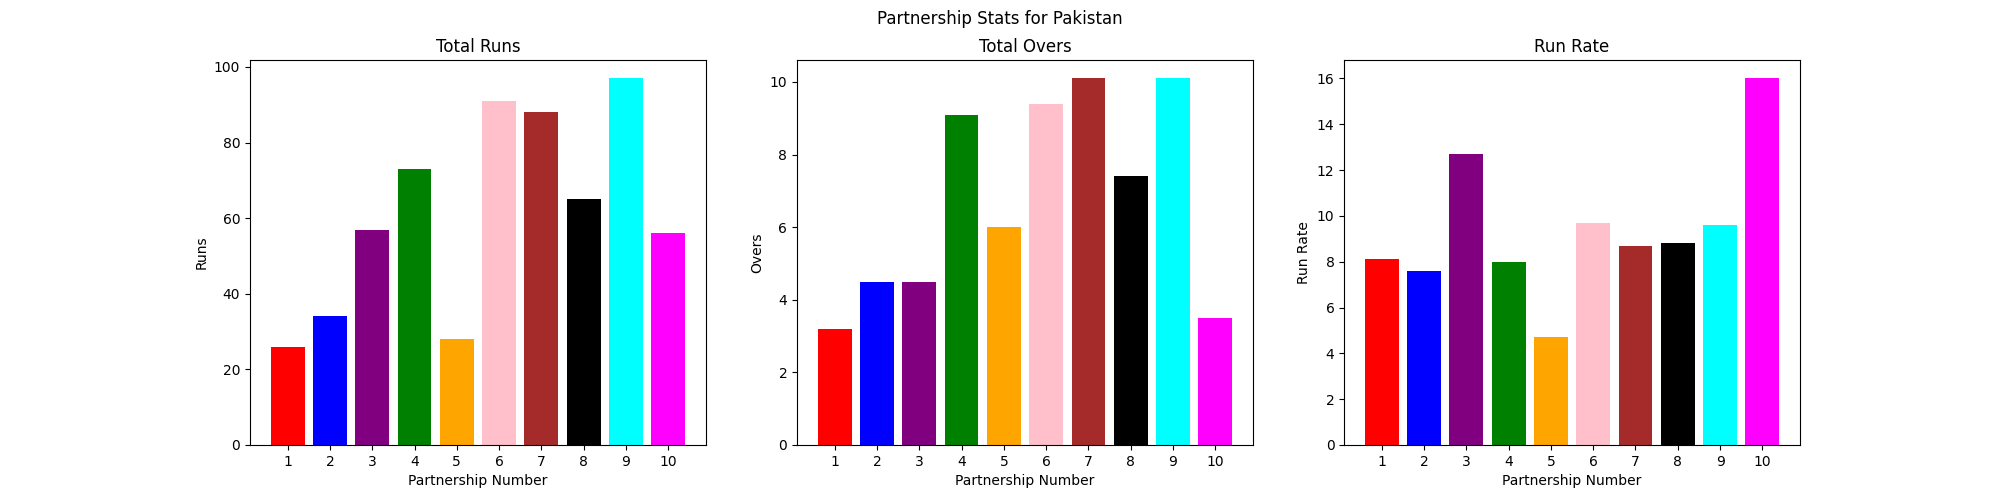 Partnership Stats for Pakistan
Total Runs
Runs
100
80
60
40
20
0
1 2 3 4 5 6 7 8 9 10
Partnership Number
Total Overs
Overs
10
8
6
4
2
0
1 2 3 4 5 6 7 8 9 10
Partnership Number
Run Rate
Run Rate
16
14
12
10
8
6
4
2
0
1 2 3 4 5 6 7 8 9 10
Partnership Number